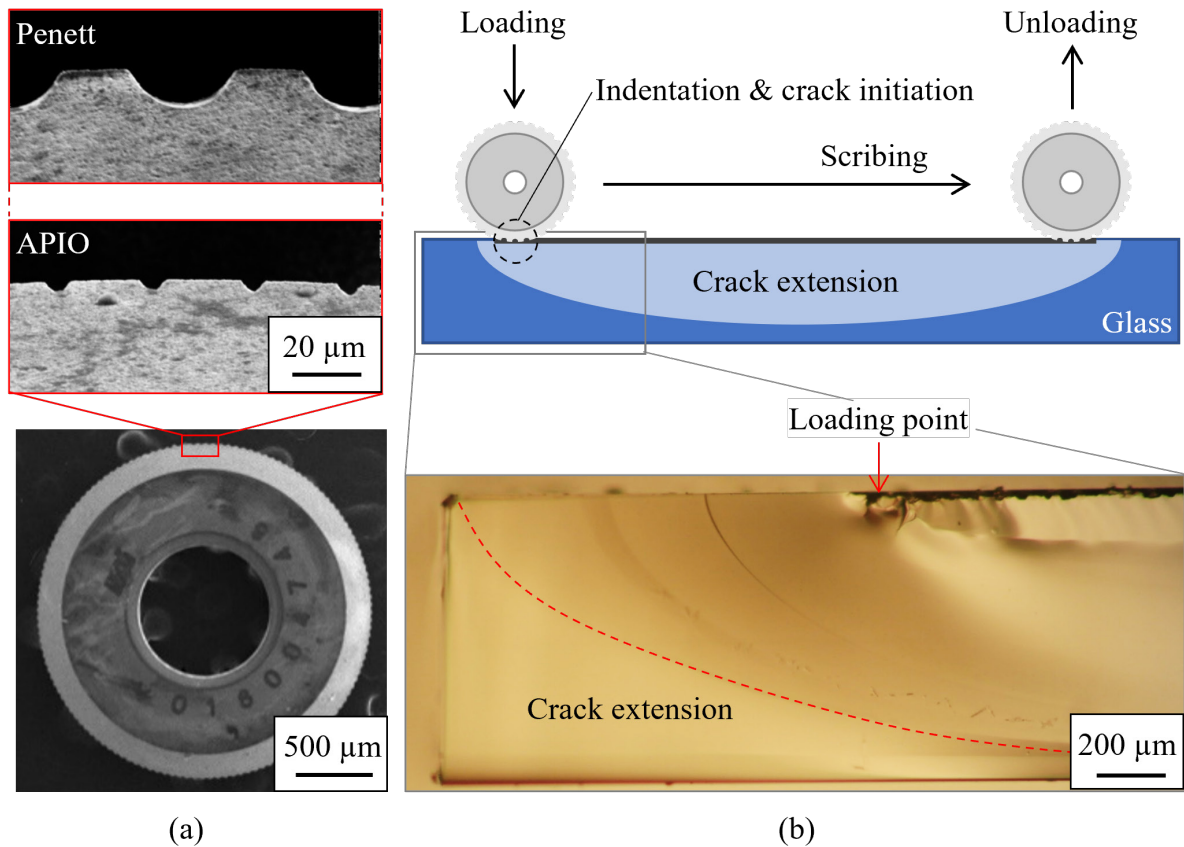 Penett
APIO
20 µm
500 µm
(a)
Loading
Unloading
Indentation & crack initiation
Scribing
Crack extension
Glass
Loading point
Crack extension
200 µm
(b)